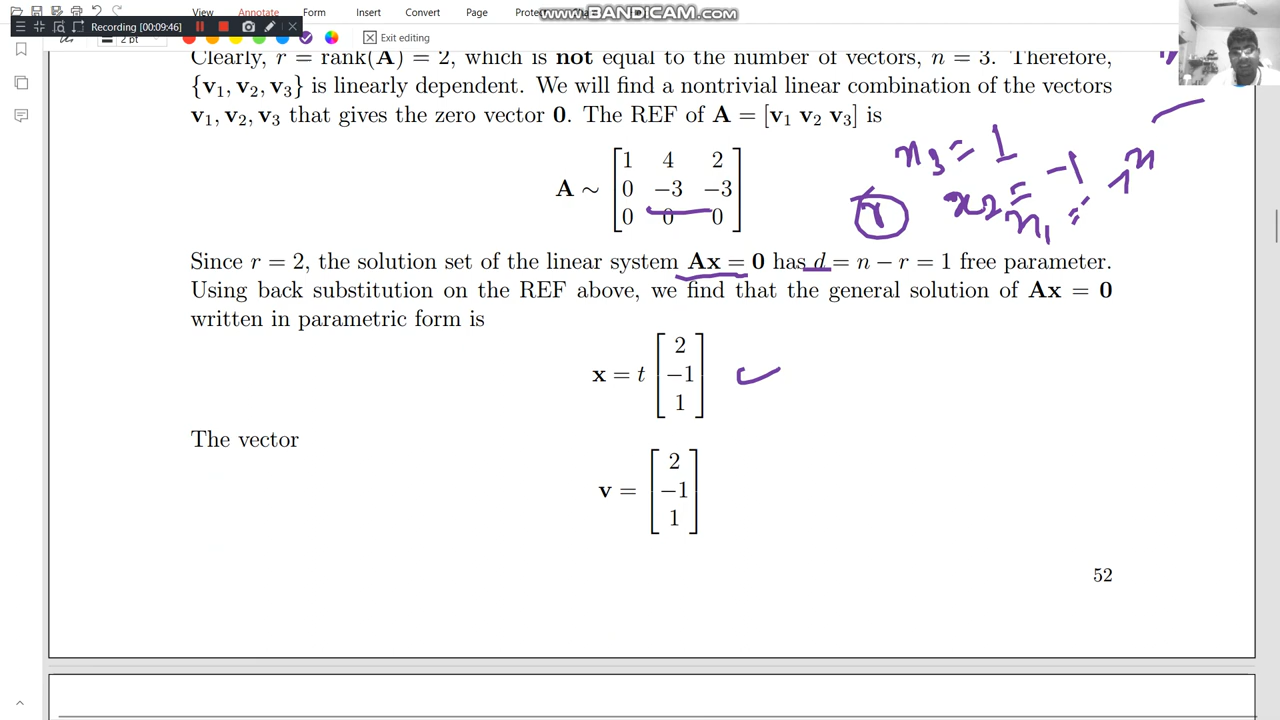 View Annotate Form Insert Convert Page
www.BANDICAM.com
Recording [00:09:46]
2 pt
Exit editing
Clearly, r = rank(A) = 2, which is not equal to the number of vectors, n = 3. Therefore,
{v₁, v₂, v₃} is linearly dependent. We will find a nontrivial linear combination of the vectors
v₁, v₂, v₃ that gives the zero vector 0. The REF of A = [v₁ v₂ v₃] is
A ∼ [1 4 2
0 −3 −3
0 0 0]
x₃ = 1
x₂ = -1
x₁ =
r
Since r = 2, the solution set of the linear system Ax = 0 has d = n − r = 1 free parameter.
Using back substitution on the REF above, we find that the general solution of Ax = 0
written in parametric form is
x = t [2
−1
1]
The vector
v = [2
−1
1]
52